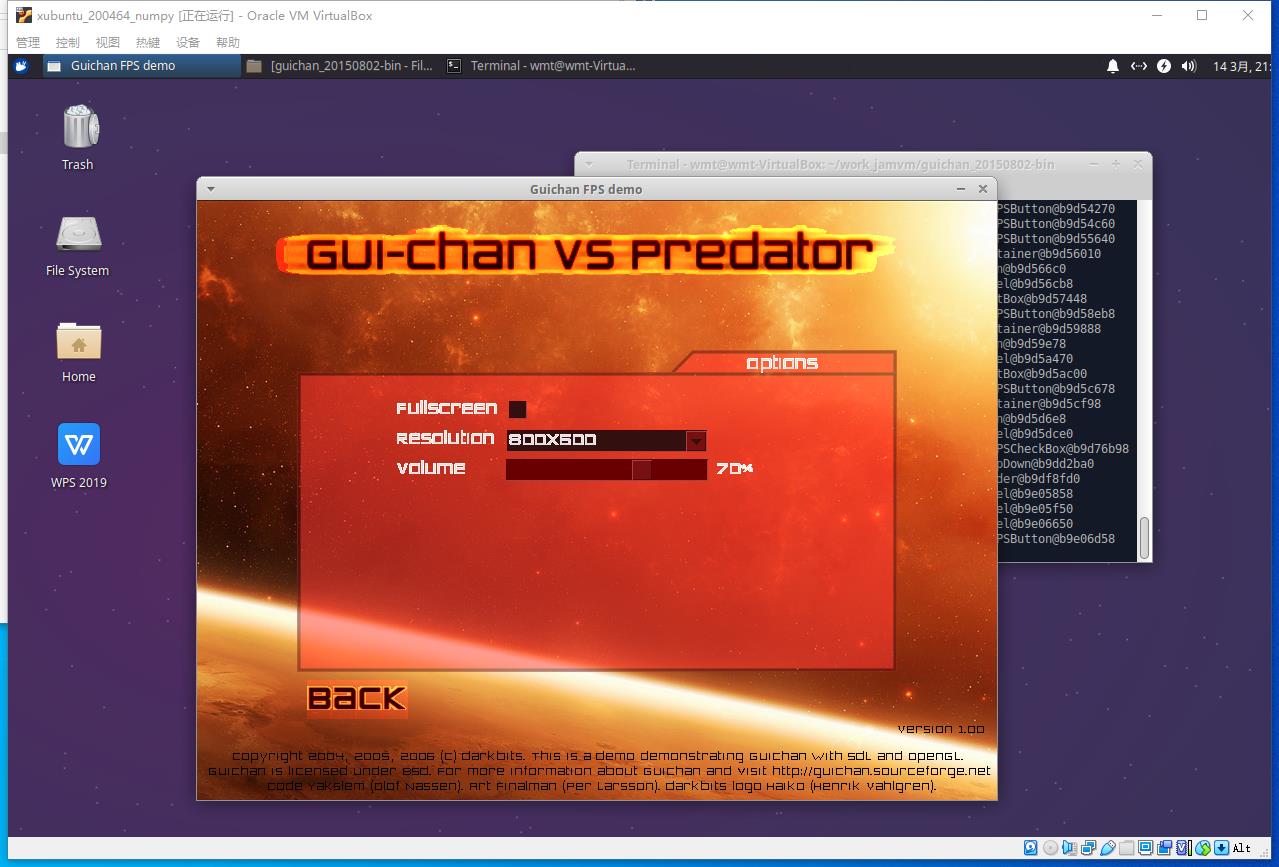 xubuntu_200464_numpy [正在运行] - Oracle VM VirtualBox
管理 控制 视图 热键 设备 帮助
Guichan FPS demo [guichan_20150802-bin - Fil... Terminal - wmt@wmt-Virtua... 14 3月, 21:
Trash
File System
Home
WPS 2019
Terminal - wmt@wmt-VirtualBox: ~/work_jamvm/guichan_20150802-bin
Guichan FPS demo
PSButton@b9d54270
PSButton@b9d54c60
PSButton@b9d55640
tainer@b9d56010
n@b9d566c0
el@b9d56cb8
tBox@b9d57448
PSButton@b9d58eb8
tainer@b9d59888
n@b9d59e78
el@b9d5a470
tBox@b9d5ac00
PSButton@b9d5c678
tainer@b9d5cf98
n@b9d5d6e8
el@b9d5dce0
PSCheckBox@b9d76b98
oDown@b9dd2ba0
der@b9df8fd0
el@b9e05858
el@b9e05f50
el@b9e06650
PSButton@b9e06d58
Gui-chan vs Predator
options
Fullscreen
Resolution 800X600
Volume 70%
Back
Version 1.00
Copyright 2004, 2005, 2006 (c) Darkbits. This is a demo demonstrating Guichan with SDL and OpenGL.
Guichan is licensed under BSD. For more information about Guichan and visit http://guichan.sourceforge.net
Code Yakslem (Olof Nassen). Art Finalman (Per Larsson). Darkbits logo Haiko (Henrik Vahlgren).
Alt